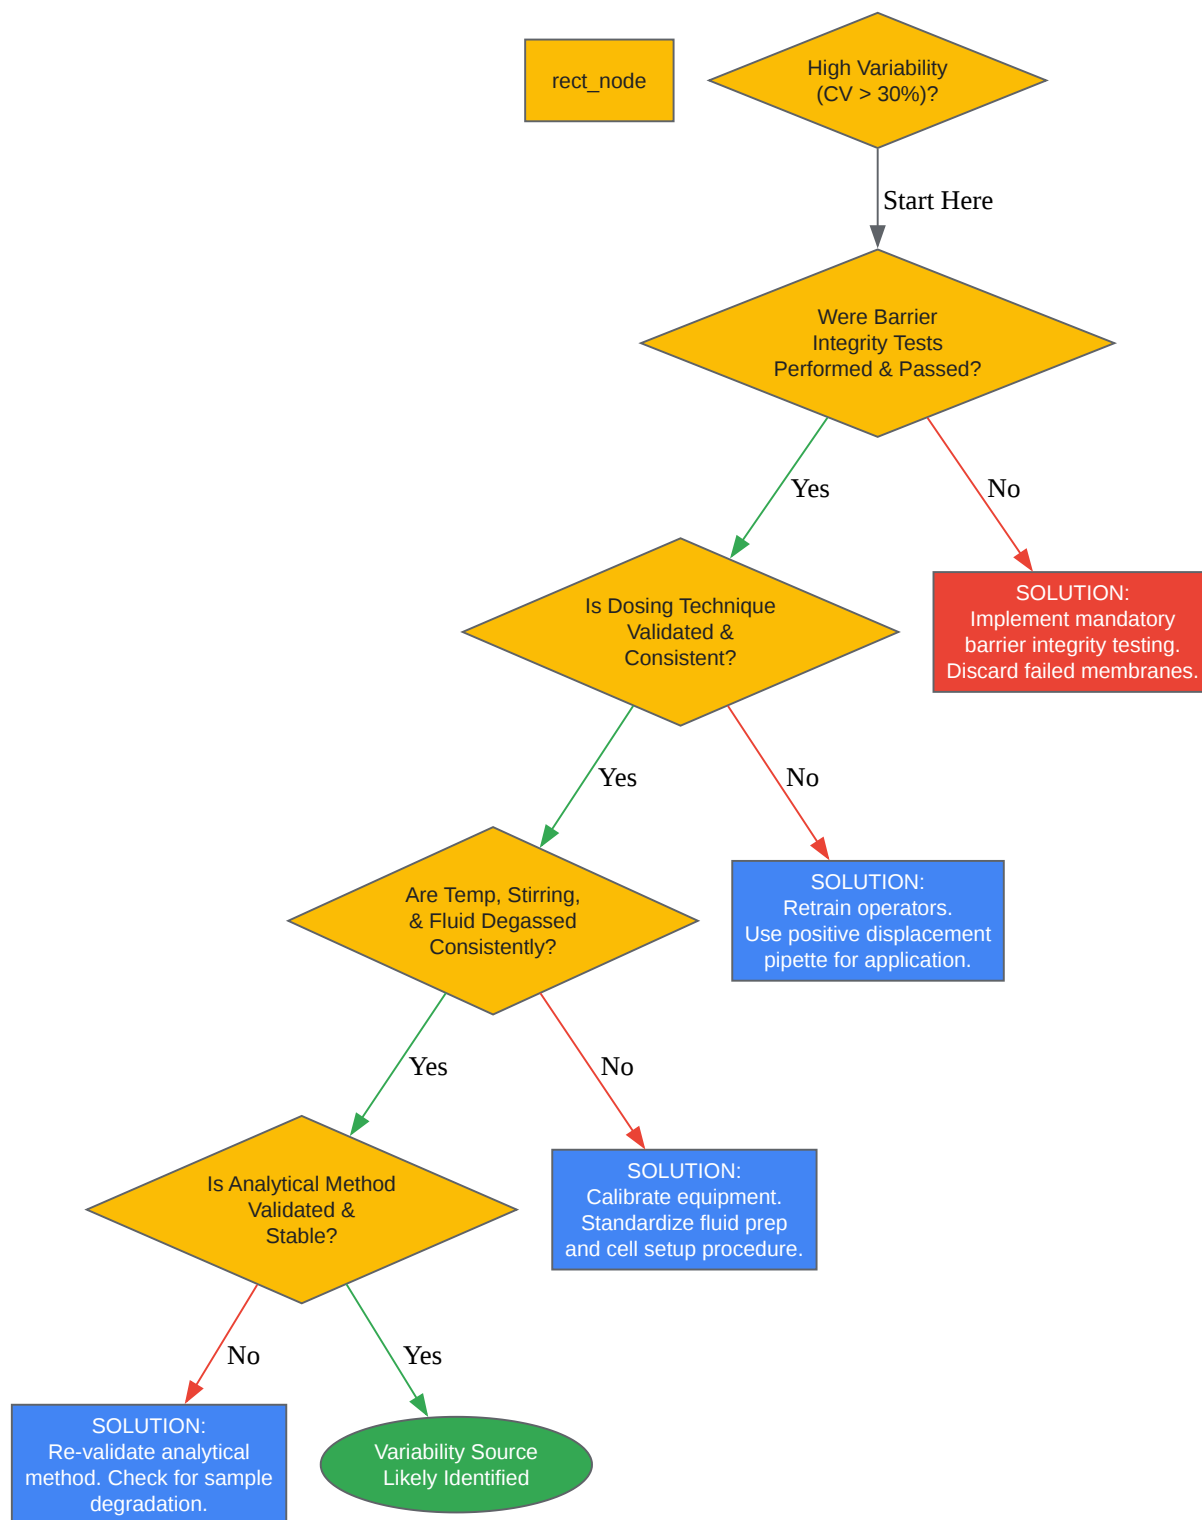 rect_node
High Variability
(CV > 30%)?
Start Here
Were Barrier
Integrity Tests
Performed & Passed?
Yes
No
Is Dosing Technique
Validated &
Consistent?
SOLUTION:
Implement mandatory
barrier integrity testing.
Discard failed membranes.
Yes
No
Are Temp, Stirring,
& Fluid Degassed
Consistently?
SOLUTION:
Retrain operators.
Use positive displacement
pipette for application.
Yes
No
Is Analytical Method
Validated &
Stable?
SOLUTION:
Calibrate equipment.
Standardize fluid prep
and cell setup procedure.
No
Yes
SOLUTION:
Re-validate analytical
method. Check for sample
degradation.
Variability Source
Likely Identified